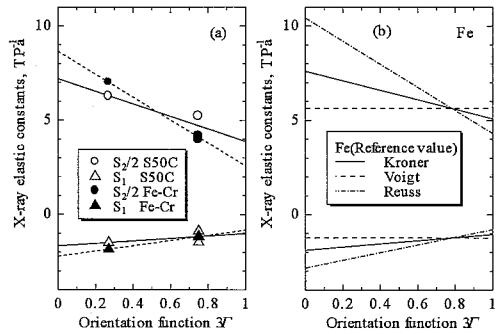 (a)
X-ray elastic constants, TPa⁻¹
10
5
0
S₂/2 S50C
S₁ S50C
S₂/2 Fe-Cr
S₁ Fe-Cr
0 0.2 0.4 0.6 0.8 1
Orientation function 3Γ
(b) Fe
X-ray elastic constants, TPa⁻¹
10
5
0
Fe(Reference value)
Kroner
Voigt
Reuss
0 0.2 0.4 0.6 0.8 1
Orientation function 3Γ